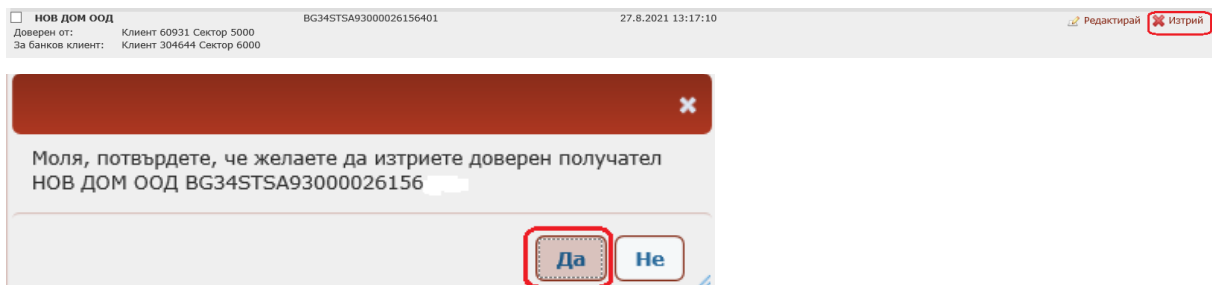 НОВ ДОМ ООД BG34STSA93000026156401 27.8.2021 13:17:10 Редактирай Изтрий
Доверен от: Клиент 60931 Сектор 5000
За банков клиент: Клиент 304644 Сектор 6000
Моля, потвърдете, че желаете да изтриете доверен получател
НОВ ДОМ ООД BG34STSA93000026156
Да Не